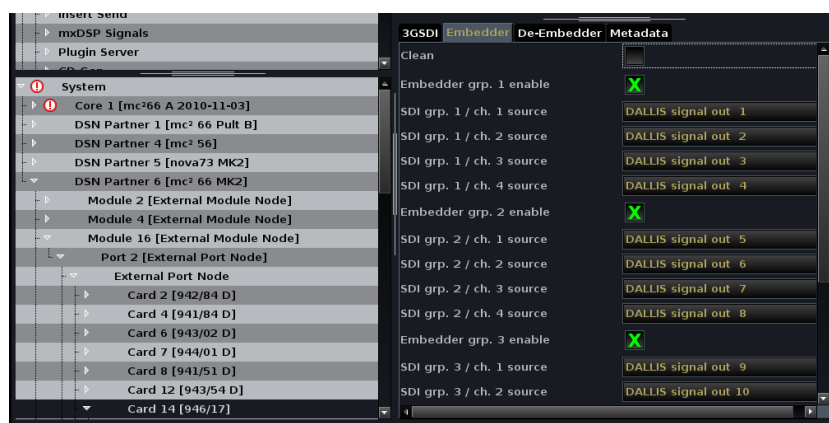 Insert Send
mxDSP Signals
Plugin Server
System
Core 1 [mc²66 A 2010-11-03]
DSN Partner 1 [mc² 66 Pult B]
DSN Partner 4 [mc² 56]
DSN Partner 5 [nova73 MK2]
DSN Partner 6 [mc² 66 MK2]
Module 2 [External Module Node]
Module 4 [External Module Node]
Module 16 [External Module Node]
Port 2 [External Port Node]
External Port Node
Card 2 [942/84 D]
Card 4 [941/84 D]
Card 6 [943/02 D]
Card 7 [944/01 D]
Card 8 [941/51 D]
Card 12 [943/54 D]
Card 14 [946/17]
3GSDI Embedder De-Embedder Metadata
Clean
Embedder grp. 1 enable X
SDI grp. 1 / ch. 1 source DALLIS signal out 1
SDI grp. 1 / ch. 2 source DALLIS signal out 2
SDI grp. 1 / ch. 3 source DALLIS signal out 3
SDI grp. 1 / ch. 4 source DALLIS signal out 4
Embedder grp. 2 enable X
SDI grp. 2 / ch. 1 source DALLIS signal out 5
SDI grp. 2 / ch. 2 source DALLIS signal out 6
SDI grp. 2 / ch. 3 source DALLIS signal out 7
SDI grp. 2 / ch. 4 source DALLIS signal out 8
Embedder grp. 3 enable X
SDI grp. 3 / ch. 1 source DALLIS signal out 9
SDI grp. 3 / ch. 2 source DALLIS signal out 10